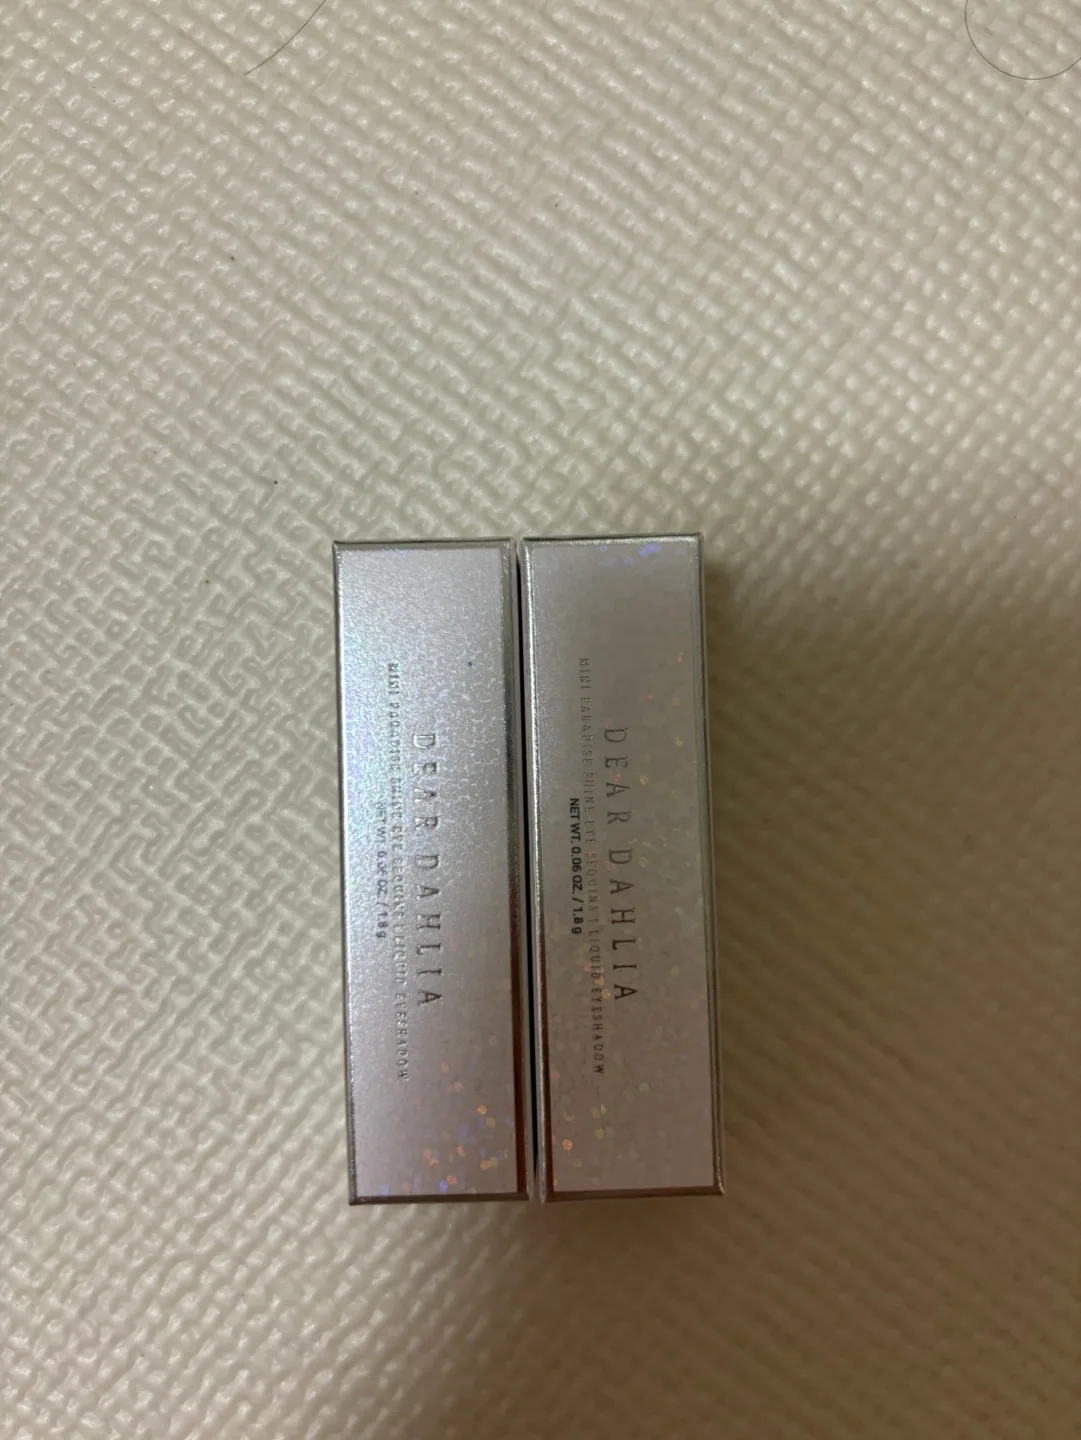 DEAR DAHLIA
MINI PARADISE SHINE EYE SEQUINS | LIQUID EYESHADOW
NET WT. 0.06 OZ. / 1.8 g
DEAR DAHLIA
MINI PARADISE SHINE EYE SEQUINS | LIQUID EYESHADOW
NET WT. 0.06 OZ. / 1.8 g